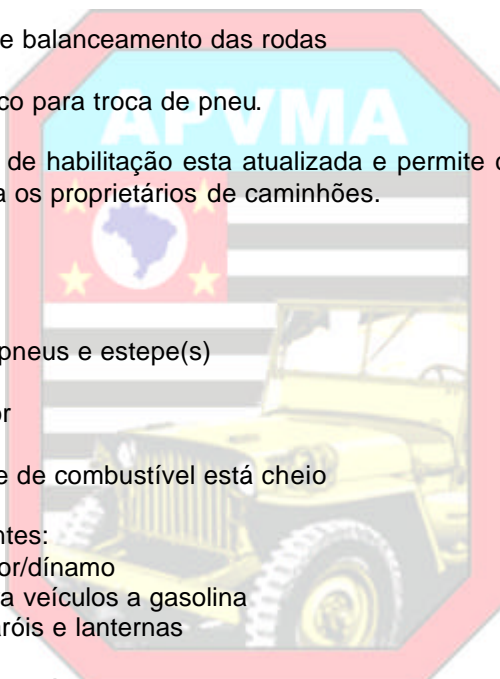 e balanceamento das rodas
co para troca de pneu.
APVMA
de habilitação esta atualizada e permite
a os proprietários de caminhões.
pneus e estepe(s)
or
e de combustível está cheio
ntes:
or/dínamo
a veículos a gasolina
aróis e lanternas